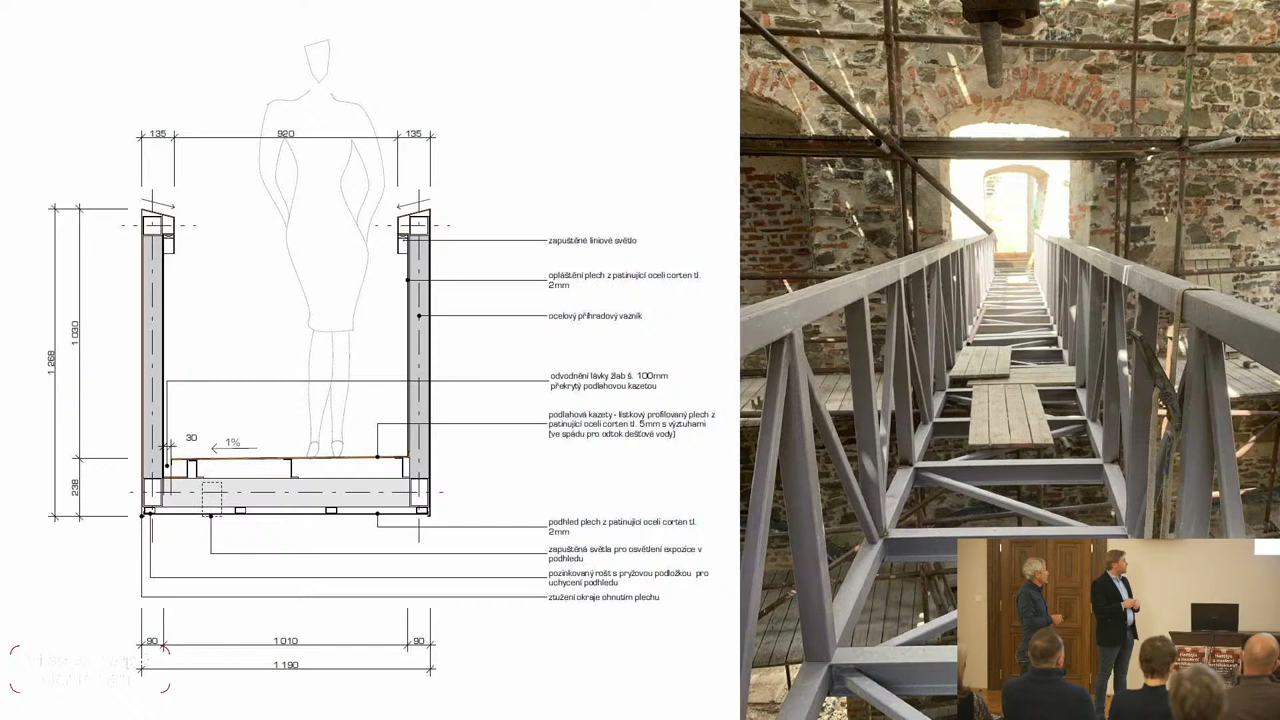 135
920
135
zapuštěné liniové světlo
opláštění plech z patinující oceli corten tl.
2mm
ocelový příhradový vazník
1 030
1 268
odvodnění lávky žlab š. 100mm
překrytý podlahovou kazetou
podlahová kazety - lístkový profilovaný plech z
patinující oceli corten tl. 5mm s výztuhami
(ve spádu pro odtok dešťové vody)
30
1%
238
podhled plech z patinující oceli corten tl.
2mm
zapuštěná světla pro osvětlení expozice v
podhledu
pozinkovaný rošt s pryžovou podložkou pro
uchycení podhledu
ztužení okraje ohnutím plechu
90
1 010
90
1 190